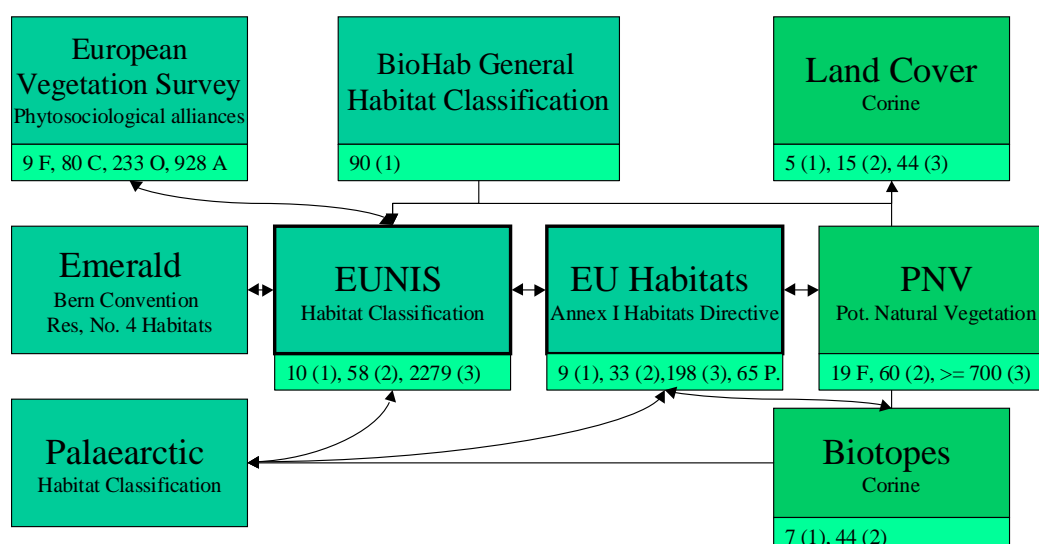 European
Vegetation Survey
Phytosociological alliances
9 F, 80 C, 233 O, 928 A
BioHab General
Habitat Classification
90 (1)
Land Cover
Corine
5 (1), 15 (2), 44 (3)
Emerald
Bern Convention
Res, No. 4 Habitats
EUNIS
Habitat Classification
10 (1), 58 (2), 2279 (3)
EU Habitats
Annex I Habitats Directive
9 (1), 33 (2),198 (3), 65 P.
PNV
Pot. Natural Vegetation
19 F, 60 (2), >= 700 (3)
Palaearctic
Habitat Classification
Biotopes
Corine
7 (1), 44 (2)